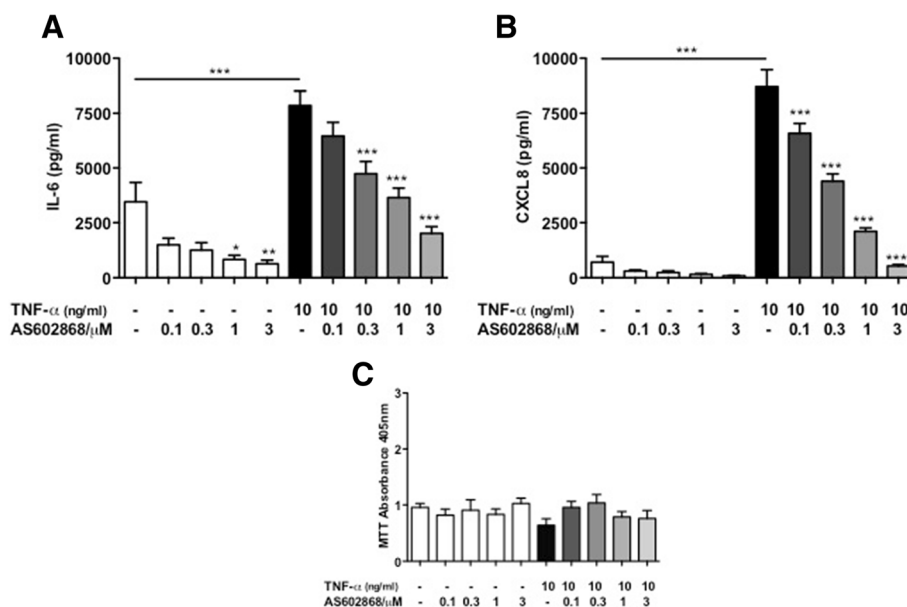 A
10000
7500
5000
2500
0
IL-6 (pg/ml)
***
*
**
***
***
***
TNF-α (ng/ml) - - - - - 10 10 10 10 10
AS602868/µM - 0.1 0.3 1 3 - 0.1 0.3 1 3
B
10000
7500
5000
2500
0
CXCL8 (pg/ml)
***
***
***
***
***
TNF-α (ng/ml) - - - - - 10 10 10 10 10
AS602868/µM - 0.1 0.3 1 3 - 0.1 0.3 1 3
C
3
2
1
0
MTT Absorbance 405nm
TNF-α (ng/ml) - - - - - 10 10 10 10 10
AS602868/µM - 0.1 0.3 1 3 - 0.1 0.3 1 3